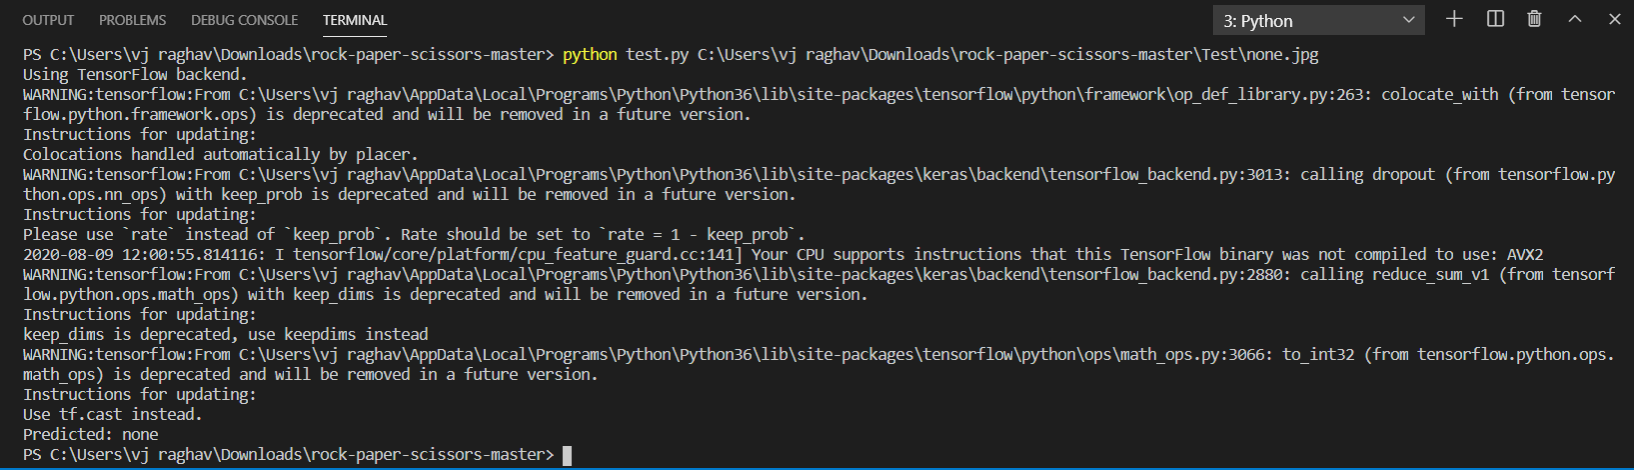 OUTPUT PROBLEMS DEBUG CONSOLE TERMINAL 3: Python
PS C:\Users\vj raghav\Downloads\rock-paper-scissors-master> python test.py C:\Users\vj raghav\Downloads\rock-paper-scissors-master\Test\none.jpg
Using TensorFlow backend.
WARNING:tensorflow:From C:\Users\vj raghav\AppData\Local\Programs\Python\Python36\lib\site-packages\tensorflow\python\framework\op_def_library.py:263: colocate_with (from tensor
flow.python.framework.ops) is deprecated and will be removed in a future version.
Instructions for updating:
Colocations handled automatically by placer.
WARNING:tensorflow:From C:\Users\vj raghav\AppData\Local\Programs\Python\Python36\lib\site-packages\keras\backend\tensorflow_backend.py:3013: calling dropout (from tensorflow.py
thon.ops.nn_ops) with keep_prob is deprecated and will be removed in a future version.
Instructions for updating:
Please use `rate` instead of `keep_prob`. Rate should be set to `rate = 1 - keep_prob`.
2020-08-09 12:00:55.814116: I tensorflow/core/platform/cpu_feature_guard.cc:141] Your CPU supports instructions that this TensorFlow binary was not compiled to use: AVX2
WARNING:tensorflow:From C:\Users\vj raghav\AppData\Local\Programs\Python\Python36\lib\site-packages\keras\backend\tensorflow_backend.py:2880: calling reduce_sum_v1 (from tensorf
low.python.ops.math_ops) with keep_dims is deprecated and will be removed in a future version.
Instructions for updating:
keep_dims is deprecated, use keepdims instead
WARNING:tensorflow:From C:\Users\vj raghav\AppData\Local\Programs\Python\Python36\lib\site-packages\tensorflow\python\ops\math_ops.py:3066: to_int32 (from tensorflow.python.ops.
math_ops) is deprecated and will be removed in a future version.
Instructions for updating:
Use tf.cast instead.
Predicted: none
PS C:\Users\vj raghav\Downloads\rock-paper-scissors-master>